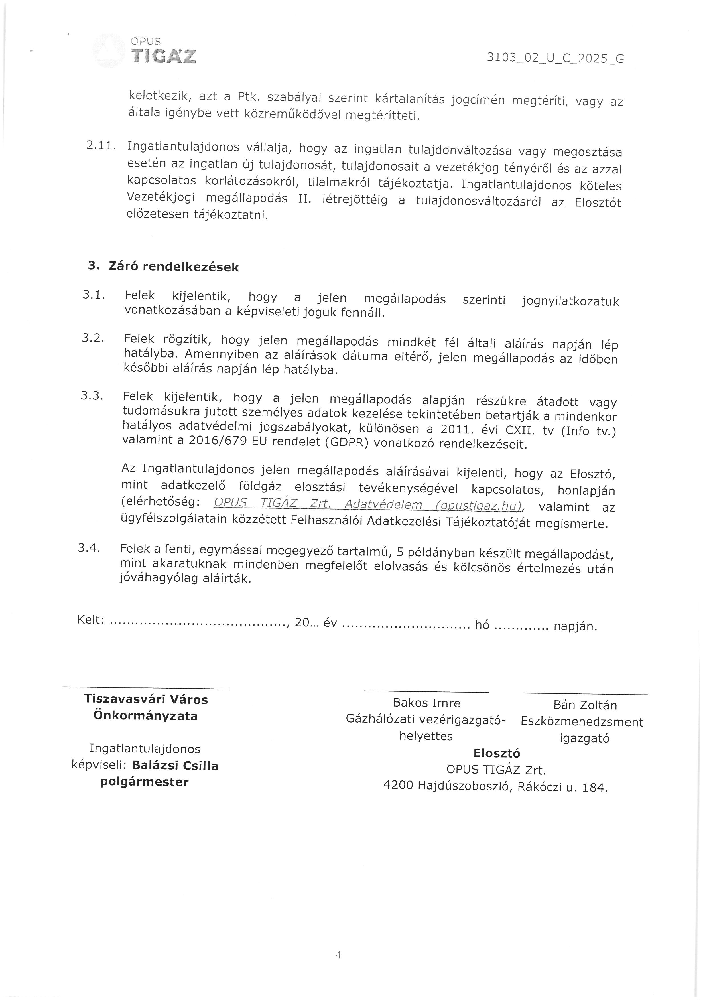 OPUS
TIGÁZ
3103_02_U_C_2025_G
keletkezik, azt a Ptk. szabályai szerint kártalanítás jogcímén megtéríti, vagy az
általa igénybe vett közreműködővel megtérítteti.
2.11. Ingatlantulajdonos vállalja, hogy az ingatlan tulajdonváltozása vagy megosztása
esetén az ingatlan új tulajdonosát, tulajdonosait a vezetékjog tényéről és az azzal
kapcsolatos korlátozásokról, tilalmakról tájékoztatja. Ingatlantulajdonos köteles
Vezetékjogi megállapodás II. létrejöttéig a tulajdonosváltozásról az Elosztót
előzetesen tájékoztatni.
3. Záró rendelkezések
3.1. Felek kijelentik, hogy a jelen megállapodás szerinti jognyilatkozatuk
vonatkozásában a képviseleti joguk fennáll.
3.2. Felek rögzítik, hogy jelen megállapodás mindkét fél általi aláírás napján lép
hatályba. Amennyiben az aláírások dátuma eltérő, jelen megállapodás az időben
későbbi aláírás napján lép hatályba.
3.3. Felek kijelentik, hogy a jelen megállapodás alapján részükre átadott vagy
tudomásukra jutott személyes adatok kezelése tekintetében betartják a mindenkor
hatályos adatvédelmi jogszabályokat, különösen a 2011. évi CXII. tv (Info tv.)
valamint a 2016/679 EU rendelet (GDPR) vonatkozó rendelkezéseit.
Az Ingatlantulajdonos jelen megállapodás aláírásával kijelenti, hogy az Elosztó,
mint adatkezelő földgáz elosztási tevékenységével kapcsolatos, honlapján
(elérhetőség: OPUS TIGÁZ Zrt. Adatvédelem (opustigaz.hu), valamint az
ügyfélszolgálatain közzétett Felhasználói Adatkezelési Tájékoztatóját megismerte.
3.4. Felek a fenti, egymással megegyező tartalmú, 5 példányban készült megállapodást,
mint akaratuknak mindenben megfelelőt elolvasás és kölcsönös értelmezés után
jóváhagyólag aláírták.
Kelt: ........................................., 20... év .............................. hó ............. napján.
Tiszavasvári Város
Önkormányzata
Ingatlantulajdonos
képviseli: Balázsi Csilla
polgármester
Bakos Imre
Gázhálózati vezérigazgató-
helyettes
Bán Zoltán
Eszközmenedzsment
igazgató
Elosztó
OPUS TIGÁZ Zrt.
4200 Hajdúszoboszló, Rákóczi u. 184.
4